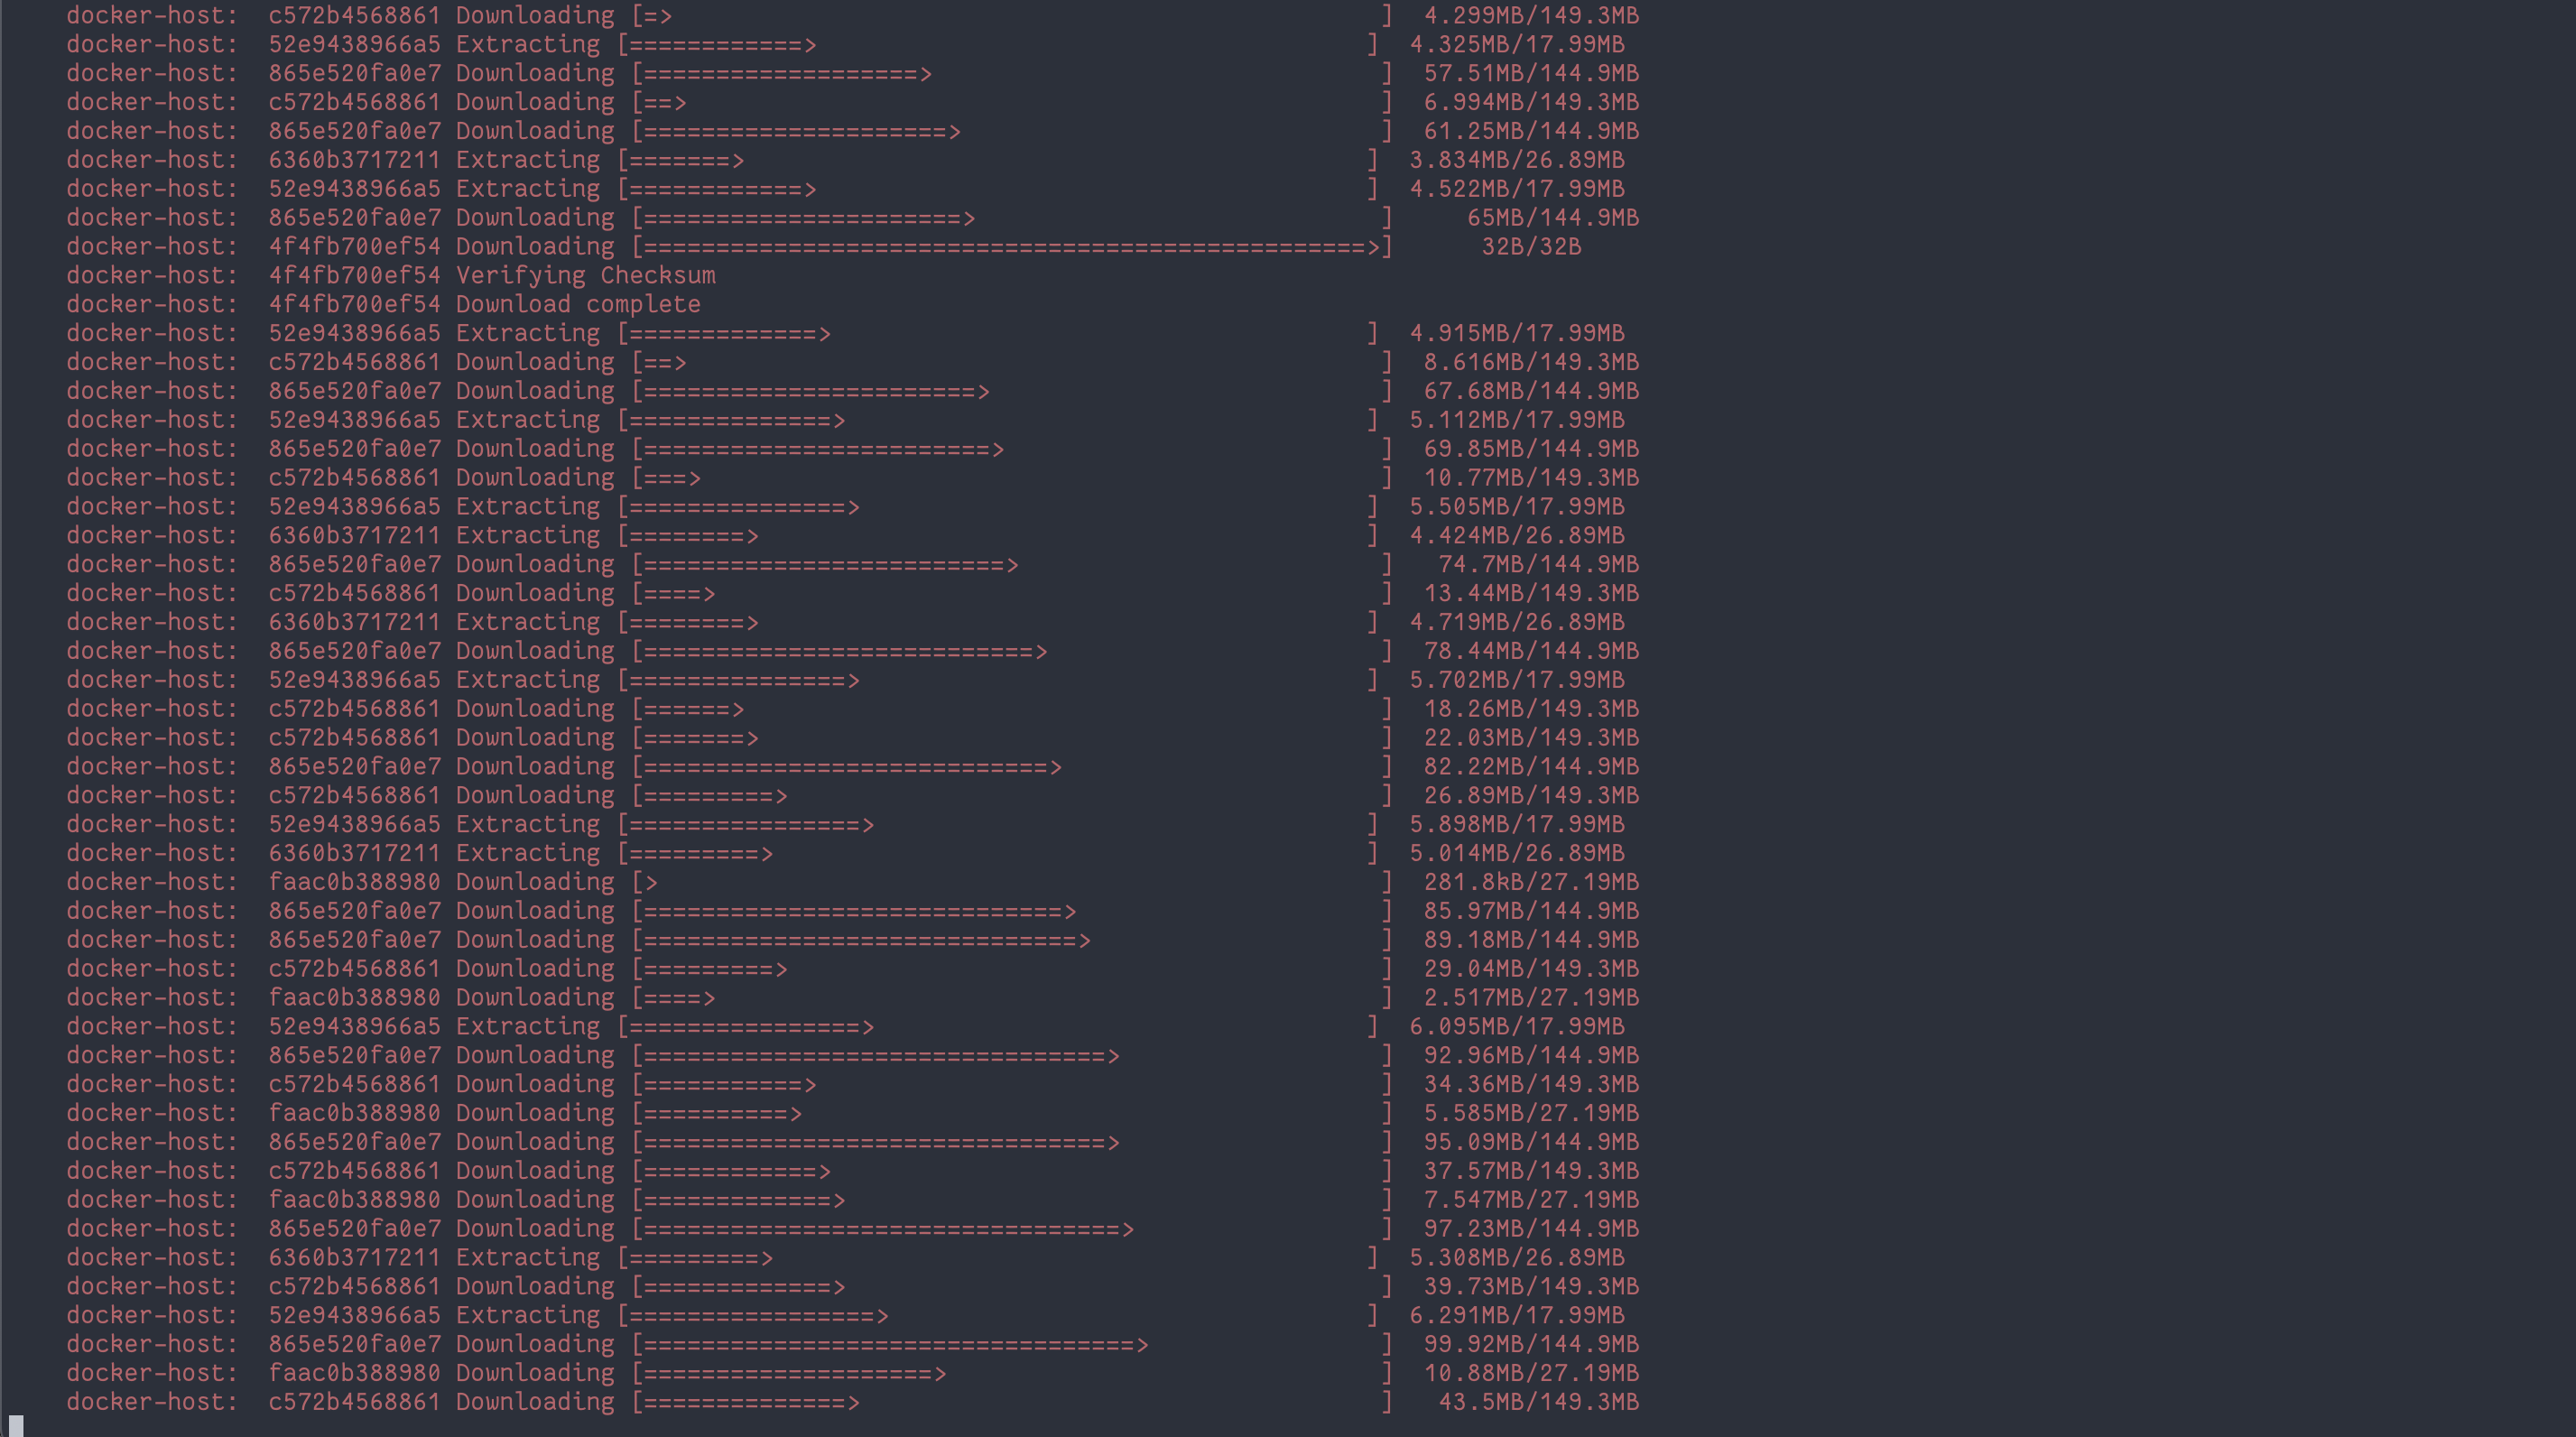 docker-host:  c572b4568861 Downloading [=>                                                 ]  4.299MB/149.3MB
docker-host:  52e9438966a5 Extracting [============>                                      ]  4.325MB/17.99MB
docker-host:  865e520fa0e7 Downloading [===================>                               ]  57.51MB/144.9MB
docker-host:  c572b4568861 Downloading [==>                                                ]  6.994MB/149.3MB
docker-host:  865e520fa0e7 Downloading [=====================>                             ]  61.25MB/144.9MB
docker-host:  6360b3717211 Extracting [=======>                                           ]  3.834MB/26.89MB
docker-host:  52e9438966a5 Extracting [============>                                      ]  4.522MB/17.99MB
docker-host:  865e520fa0e7 Downloading [======================>                            ]     65MB/144.9MB
docker-host:  4f4fb700ef54 Downloading [==================================================>]      32B/32B
docker-host:  4f4fb700ef54 Verifying Checksum
docker-host:  4f4fb700ef54 Download complete
docker-host:  52e9438966a5 Extracting [=============>                                     ]  4.915MB/17.99MB
docker-host:  c572b4568861 Downloading [==>                                                ]  8.616MB/149.3MB
docker-host:  865e520fa0e7 Downloading [=======================>                           ]  67.68MB/144.9MB
docker-host:  52e9438966a5 Extracting [==============>                                    ]  5.112MB/17.99MB
docker-host:  865e520fa0e7 Downloading [========================>                          ]  69.85MB/144.9MB
docker-host:  c572b4568861 Downloading [===>                                               ]  10.77MB/149.3MB
docker-host:  52e9438966a5 Extracting [===============>                                   ]  5.505MB/17.99MB
docker-host:  6360b3717211 Extracting [========>                                          ]  4.424MB/26.89MB
docker-host:  865e520fa0e7 Downloading [=========================>                         ]   74.7MB/144.9MB
docker-host:  c572b4568861 Downloading [====>                                              ]  13.44MB/149.3MB
docker-host:  6360b3717211 Extracting [========>                                          ]  4.719MB/26.89MB
docker-host:  865e520fa0e7 Downloading [===========================>                       ]  78.44MB/144.9MB
docker-host:  52e9438966a5 Extracting [===============>                                   ]  5.702MB/17.99MB
docker-host:  c572b4568861 Downloading [======>                                            ]  18.26MB/149.3MB
docker-host:  c572b4568861 Downloading [=======>                                           ]  22.03MB/149.3MB
docker-host:  865e520fa0e7 Downloading [============================>                      ]  82.22MB/144.9MB
docker-host:  c572b4568861 Downloading [=========>                                         ]  26.89MB/149.3MB
docker-host:  52e9438966a5 Extracting [================>                                  ]  5.898MB/17.99MB
docker-host:  6360b3717211 Extracting [=========>                                         ]  5.014MB/26.89MB
docker-host:  faac0b388980 Downloading [>                                                  ]  281.8kB/27.19MB
docker-host:  865e520fa0e7 Downloading [=============================>                     ]  85.97MB/144.9MB
docker-host:  865e520fa0e7 Downloading [==============================>                    ]  89.18MB/144.9MB
docker-host:  c572b4568861 Downloading [=========>                                         ]  29.04MB/149.3MB
docker-host:  faac0b388980 Downloading [====>                                              ]  2.517MB/27.19MB
docker-host:  52e9438966a5 Extracting [================>                                  ]  6.095MB/17.99MB
docker-host:  865e520fa0e7 Downloading [================================>                  ]  92.96MB/144.9MB
docker-host:  c572b4568861 Downloading [===========>                                       ]  34.36MB/149.3MB
docker-host:  faac0b388980 Downloading [==========>                                        ]  5.585MB/27.19MB
docker-host:  865e520fa0e7 Downloading [================================>                  ]  95.09MB/144.9MB
docker-host:  c572b4568861 Downloading [============>                                      ]  37.57MB/149.3MB
docker-host:  faac0b388980 Downloading [=============>                                     ]  7.547MB/27.19MB
docker-host:  865e520fa0e7 Downloading [=================================>                 ]  97.23MB/144.9MB
docker-host:  6360b3717211 Extracting [=========>                                         ]  5.308MB/26.89MB
docker-host:  c572b4568861 Downloading [=============>                                     ]  39.73MB/149.3MB
docker-host:  52e9438966a5 Extracting [=================>                                 ]  6.291MB/17.99MB
docker-host:  865e520fa0e7 Downloading [==================================>                ]  99.92MB/144.9MB
docker-host:  faac0b388980 Downloading [====================>                              ]  10.88MB/27.19MB
docker-host:  c572b4568861 Downloading [==============>                                    ]   43.5MB/149.3MB